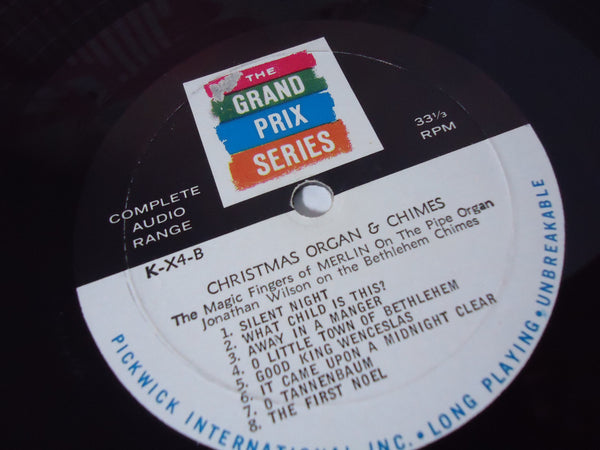 THE
GRAND
PRIX
SERIES
33 1/3
RPM
COMPLETE
AUDIO
RANGE
K-X4-B
CHRISTMAS ORGAN & CHIMES
The Magic Fingers of MERLIN On The Pipe Organ
Jonathan Wilson on the Bethlehem Chimes
1. SILENT NIGHT
2. WHAT CHILD IS THIS?
3. AWAY IN A MANGER
4. O LITTLE TOWN OF BETHLEHEM
5. GOOD KING WENCESLAS
6. IT CAME UPON A MIDNIGHT CLEAR
7. O TANNENBAUM
8. THE FIRST NOEL
PICKWICK INTERNATIONAL INC. • LONG PLAYING • UNBREAKABLE